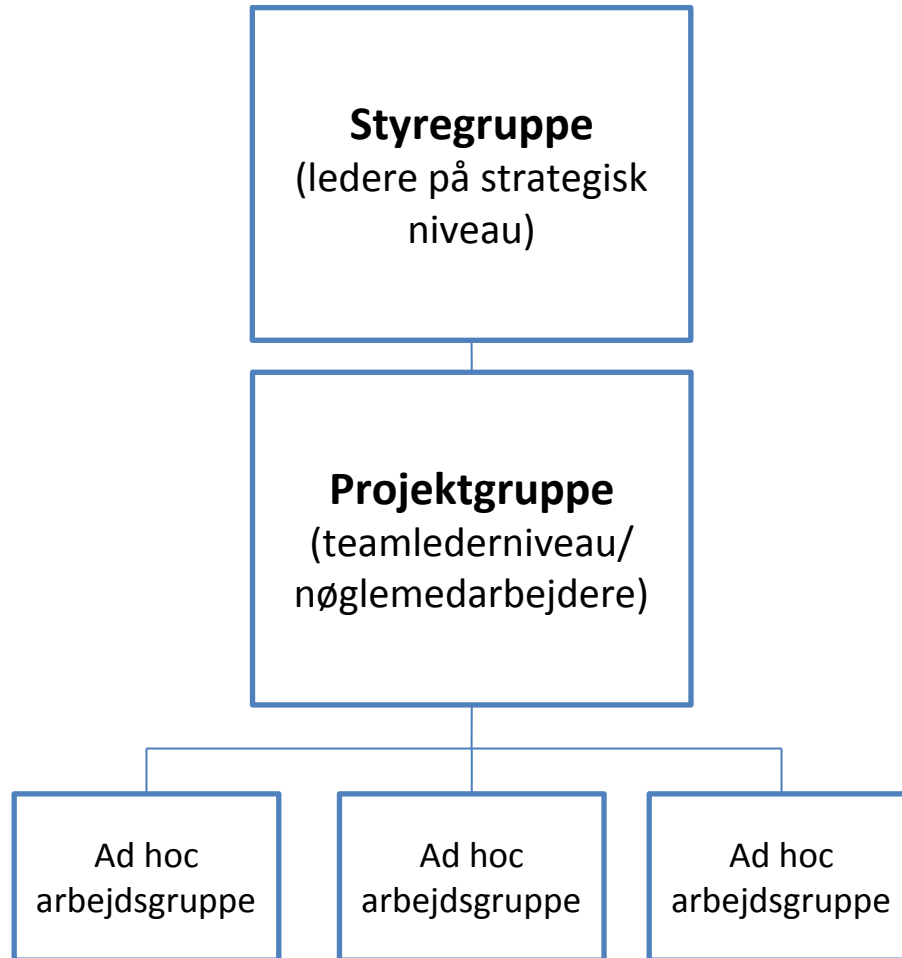 Styregruppe
(ledere på strategisk
niveau)
Projektgruppe
(teamlederniveau/
nøglemedarbejdere)
Ad hoc
arbejdsgruppe
Ad hoc
arbejdsgruppe
Ad hoc
arbejdsgruppe